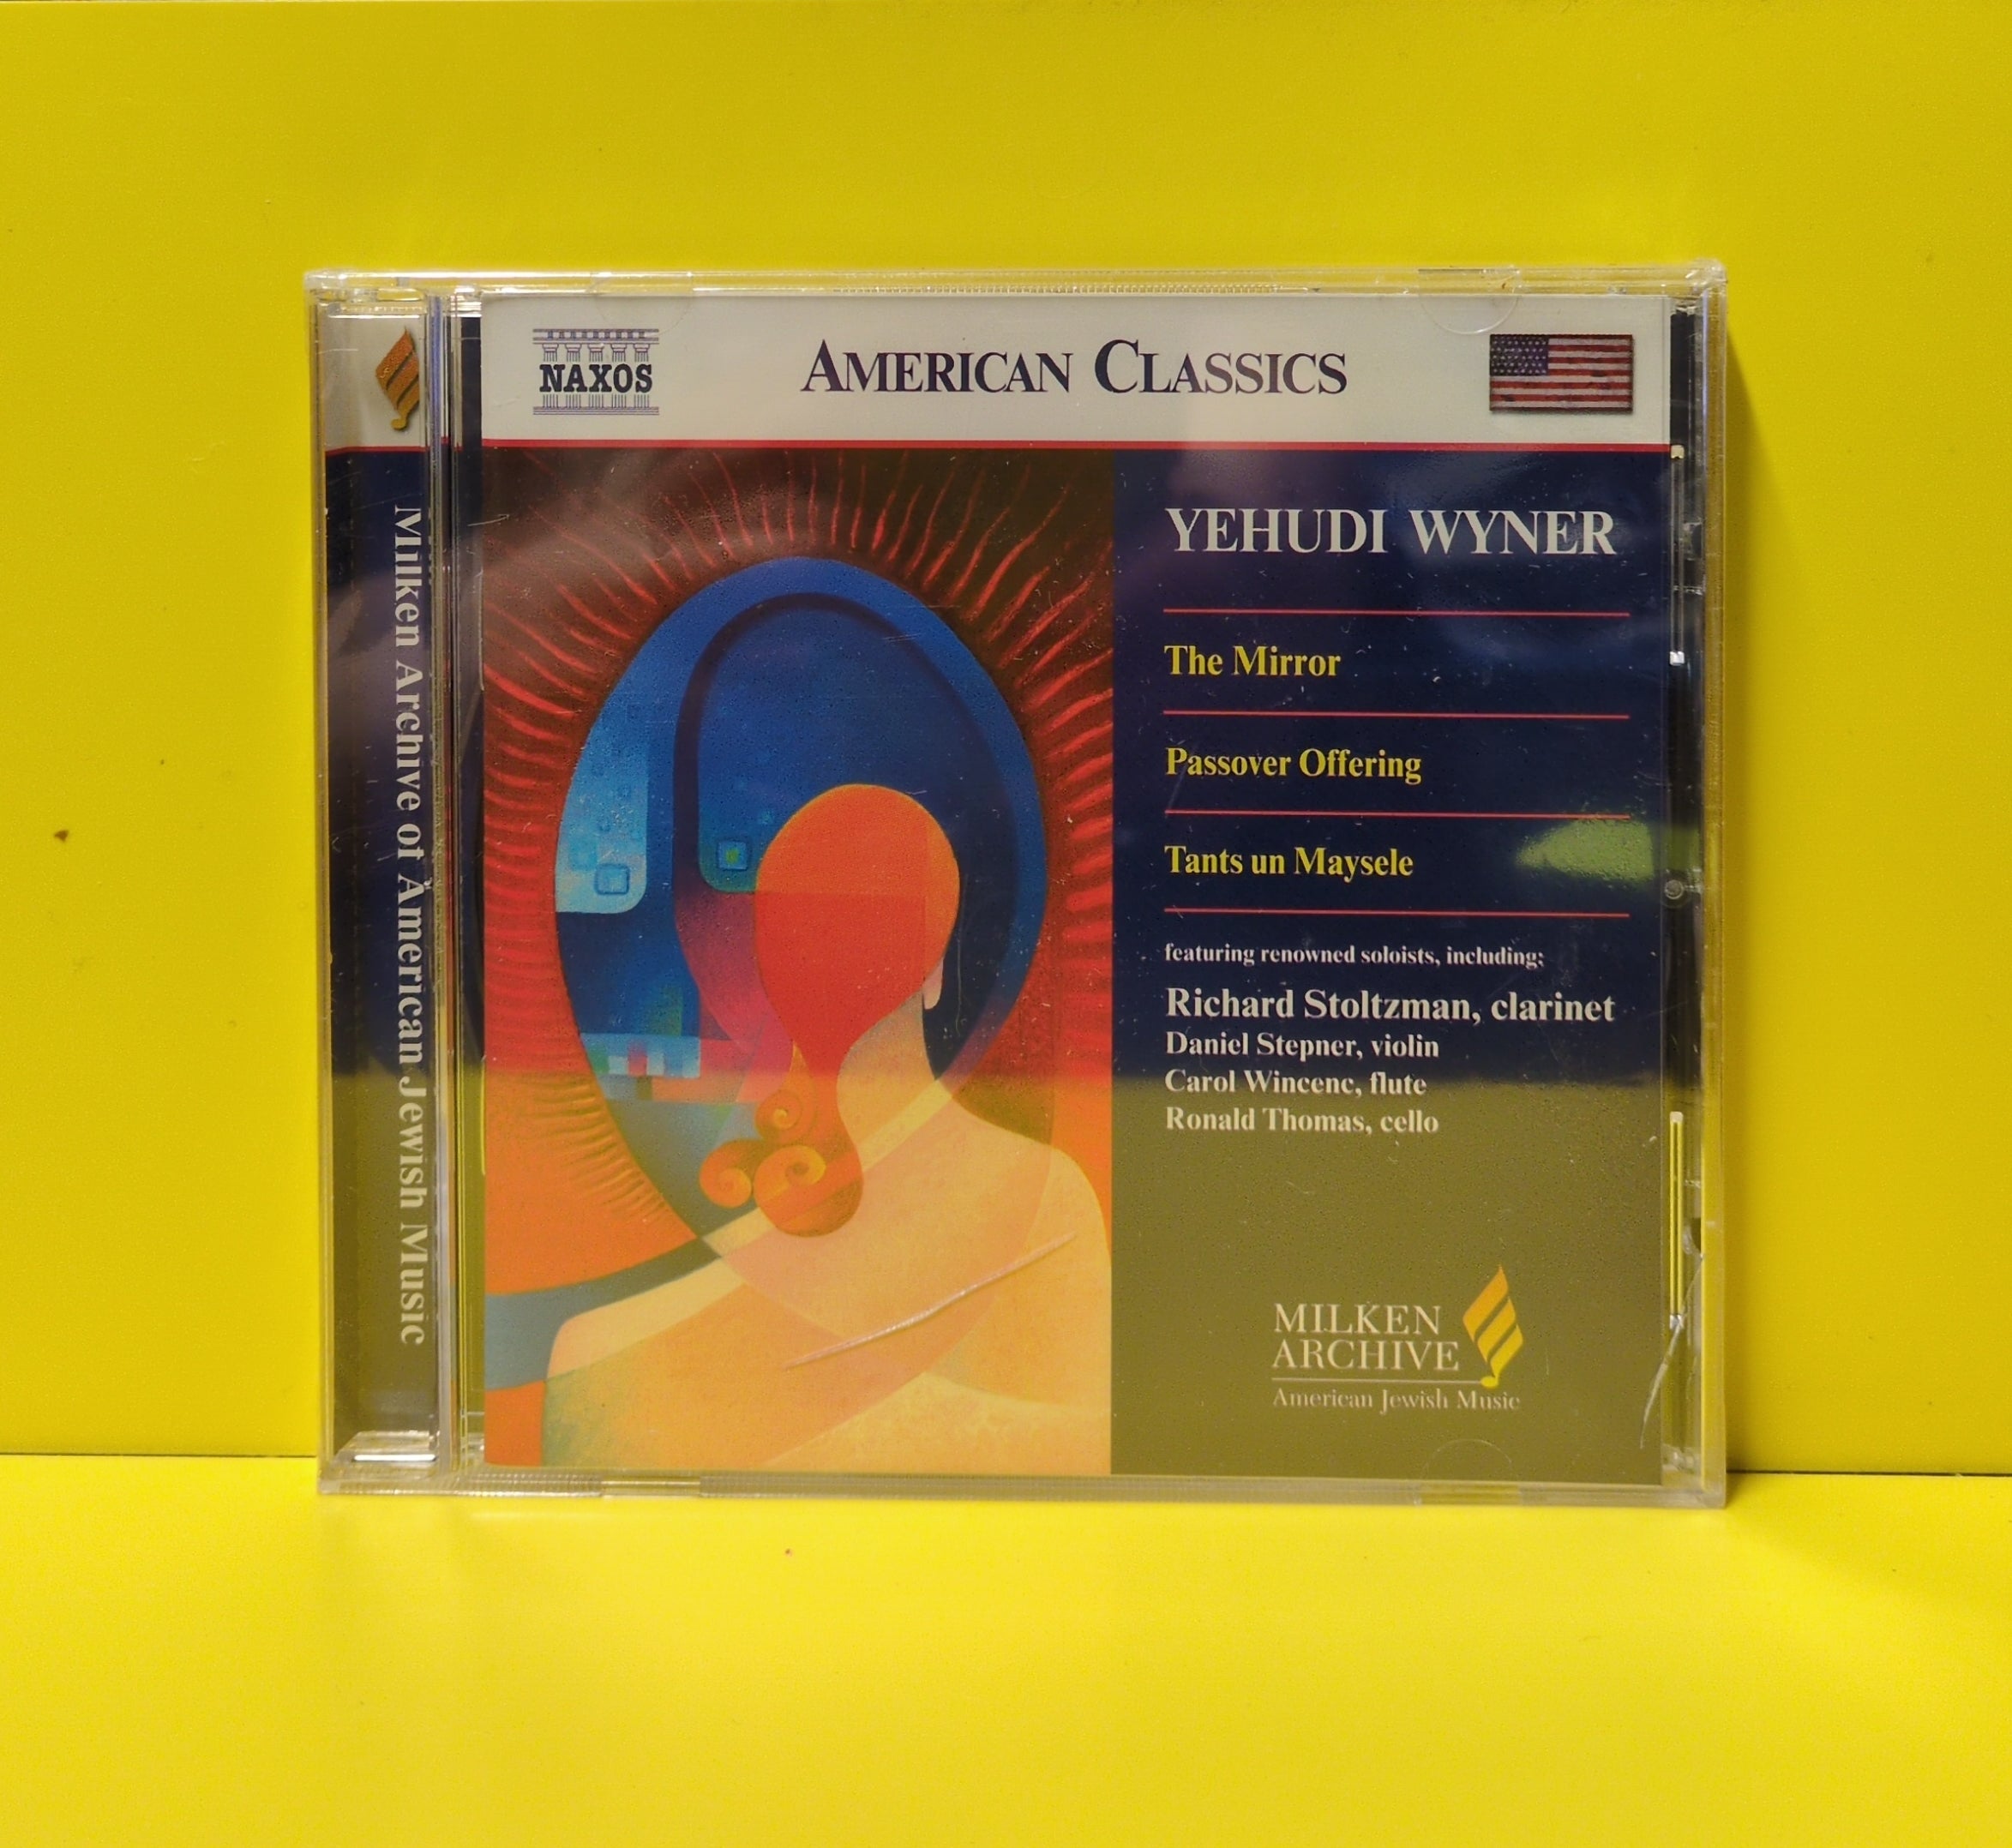 Milken Archive of American Jewish Music
NAXOS
AMERICAN CLASSICS
YEHUDI WYNER
The Mirror
Passover Offering
Tants un Maysele
featuring renowned soloists, including:
Richard Stoltzman, clarinet
Daniel Stepner, violin
Carol Wincenc, flute
Ronald Thomas, cello
MILKEN
ARCHIVE
American Jewish Music